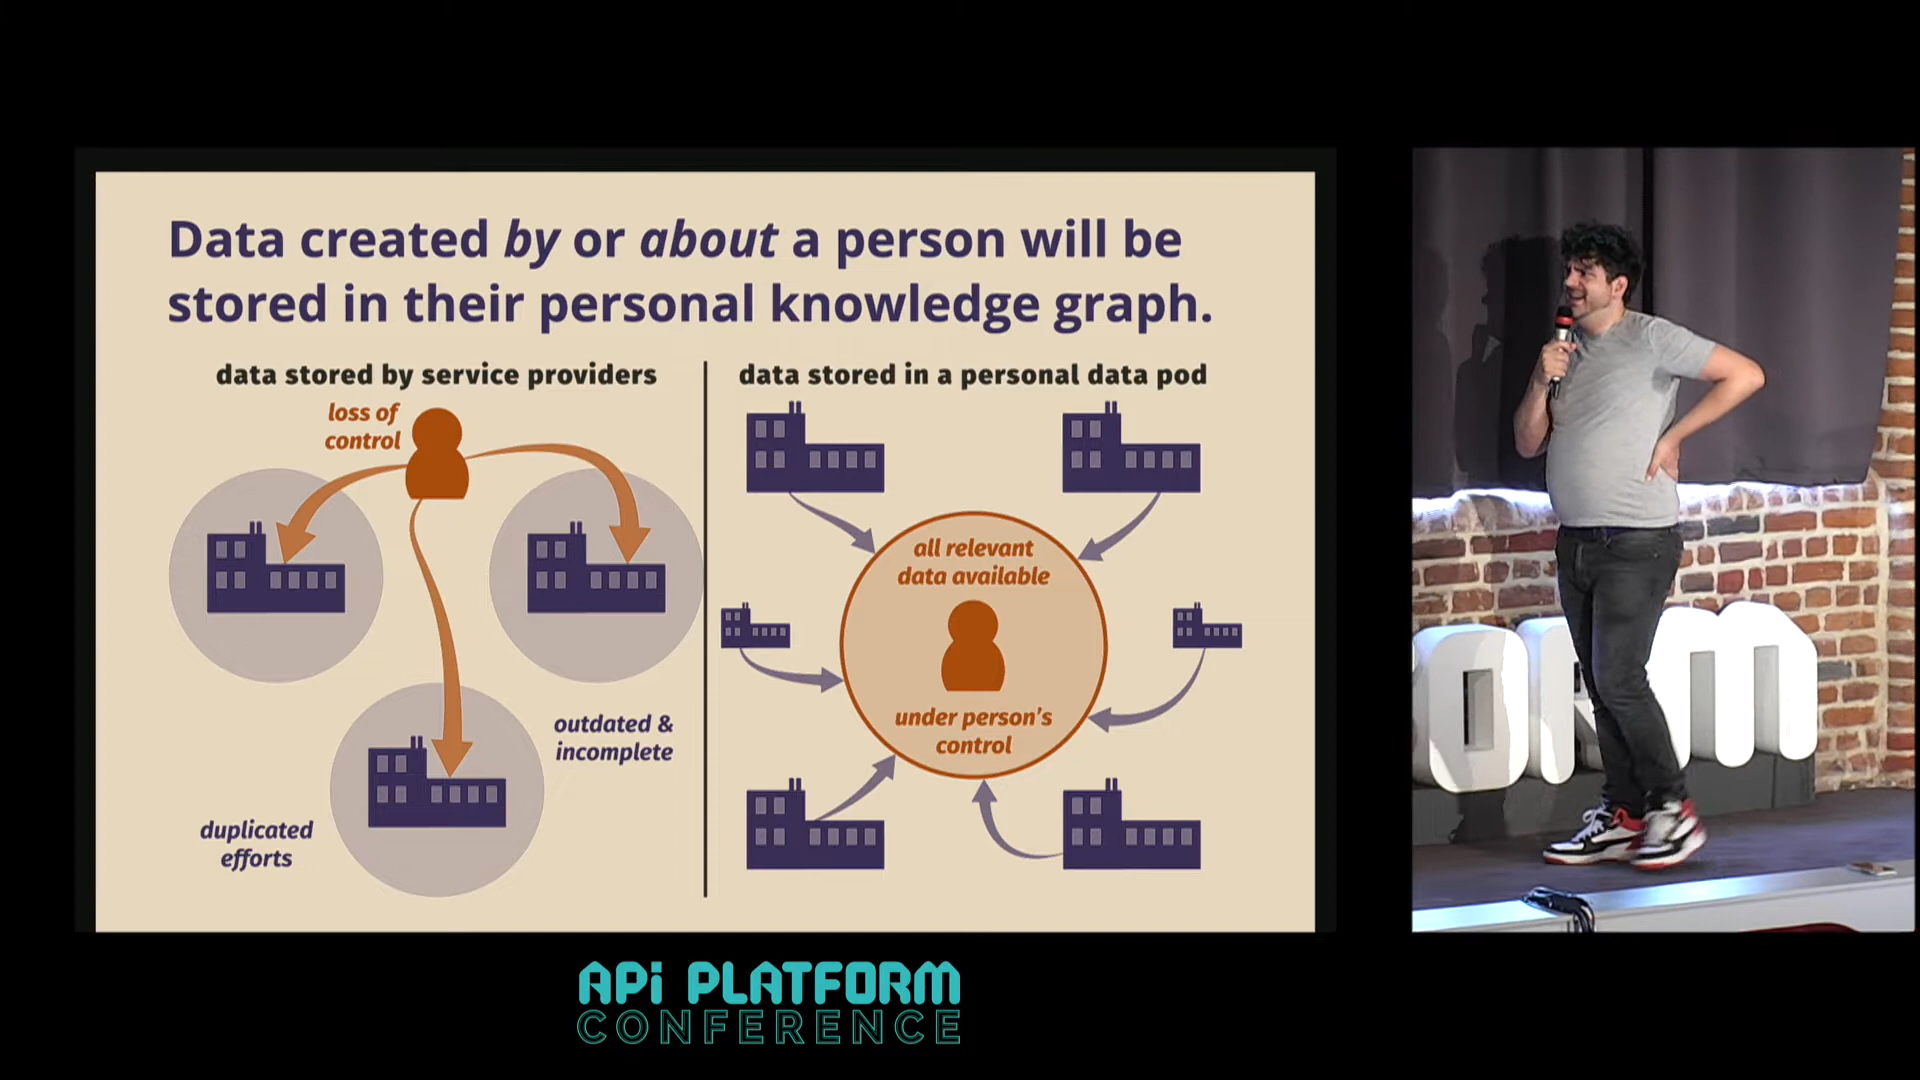 Data created by or about a person will be
stored in their personal knowledge graph.
data stored by service providers
loss of
control
outdated &
incomplete
duplicated
efforts
data stored in a personal data pod
all relevant
data available
under person's
control
ORM
APi PLATFORM
CONFERENCE